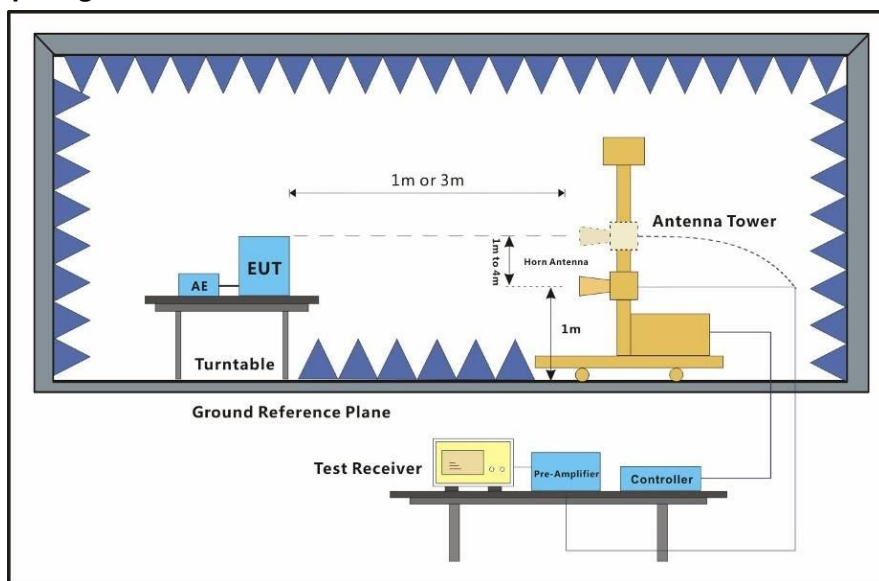 1m or 3m
Antenna Tower
1m to 4m
Horn Antenna
EUT
AE
1m
Turntable
Ground Reference Plane
Test Receiver
Pre-Amplifier
Controller